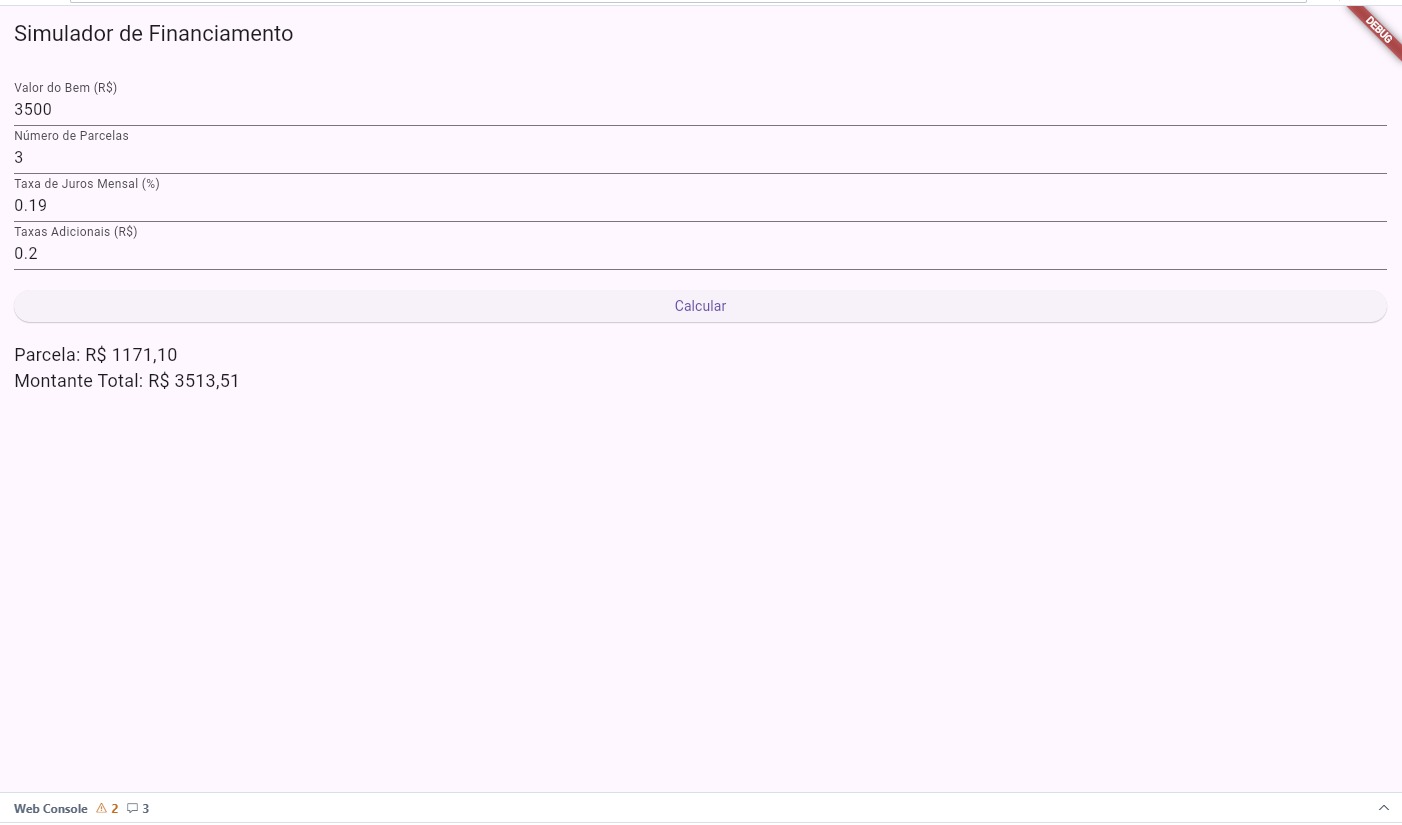 DEBUG
Simulador de Financiamento
Valor do Bem (R$)
3500
Número de Parcelas
3
Taxa de Juros Mensal (%)
0.19
Taxas Adicionais (R$)
0.2
Calcular
Parcela: R$ 1171,10
Montante Total: R$ 3513,51
Web Console 2 3